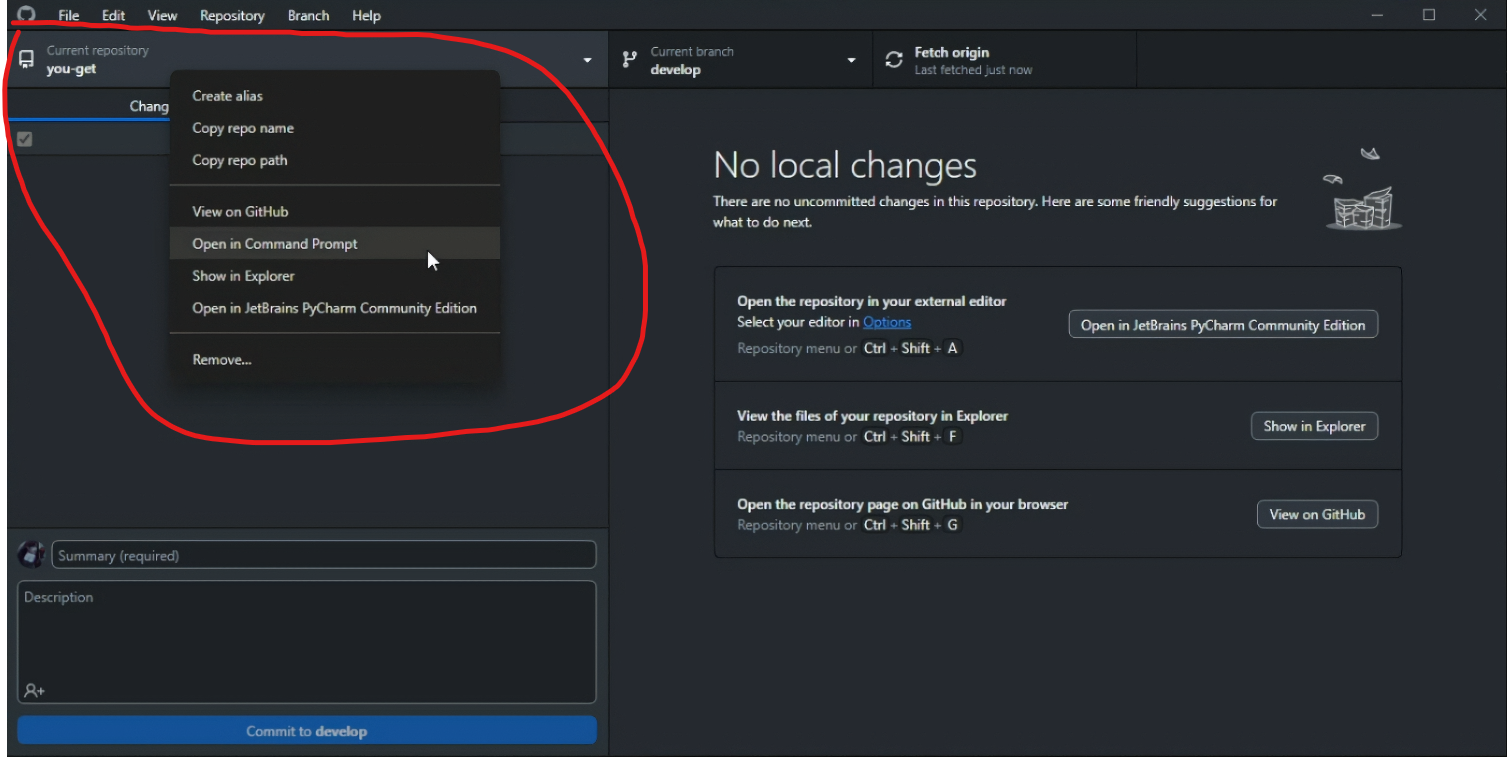 File Edit View Repository Branch Help
Current repository
you-get
Current branch
develop
Fetch origin
Last fetched just now
Chang
Create alias
Copy repo name
Copy repo path
View on GitHub
Open in Command Prompt
Show in Explorer
Open in JetBrains PyCharm Community Edition
Remove...
No local changes
There are no uncommitted changes in this repository. Here are some friendly suggestions for
what to do next.
Open the repository in your external editor
Select your editor in Options
Repository menu or Ctrl + Shift + A
Open in JetBrains PyCharm Community Edition
View the files of your repository in Explorer
Repository menu or Ctrl + Shift + F
Show in Explorer
Open the repository page on GitHub in your browser
Repository menu or Ctrl + Shift + G
View on GitHub
Summary (required)
Description
Commit to develop